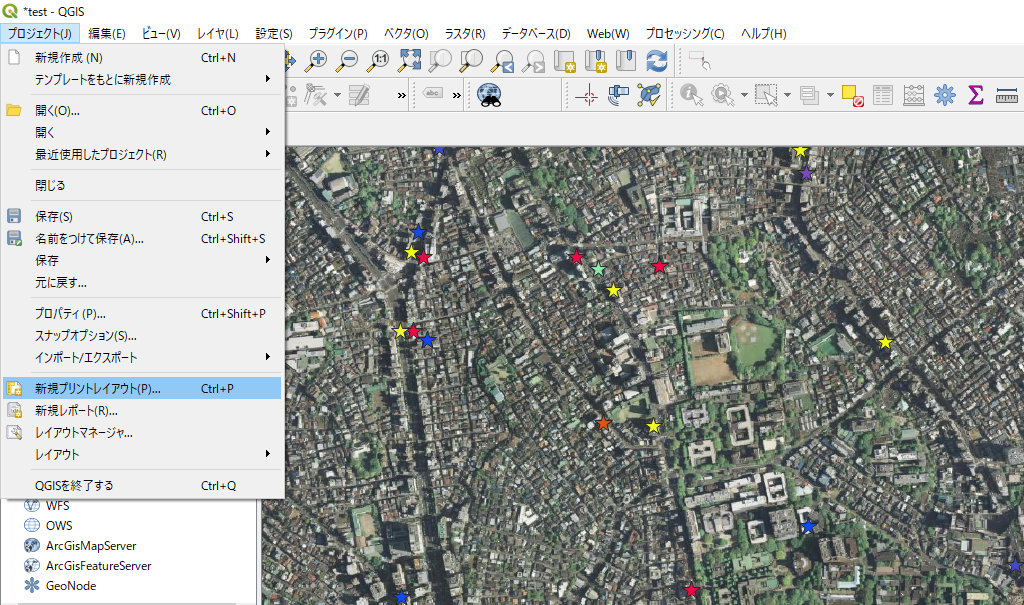 *test - QGIS
プロジェクト(J) 編集(E) ビュー(V) レイヤ(L) 設定(S) プラグイン(P) ベクタ(O) ラスタ(R) データベース(D) Web(W) プロセッシング(C) ヘルプ(H)
新規作成 (N) Ctrl+N
テンプレートをもとに新規作成
開く(O)... Ctrl+O
開く
最近使用したプロジェクト(R)
閉じる
保存(S) Ctrl+S
名前をつけて保存(A)... Ctrl+Shift+S
保存
元に戻す...
プロパティ (P)... Ctrl+Shift+P
スナップオプション(S)...
インポート/エクスポート
新規プリントレイアウト(P)... Ctrl+P
新規レポート(R)...
レイアウトマネージャ...
レイアウト
QGISを終了する Ctrl+Q
1:1
abc
WFS
OWS
ArcGisMapServer
ArcGisFeatureServer
GeoNode